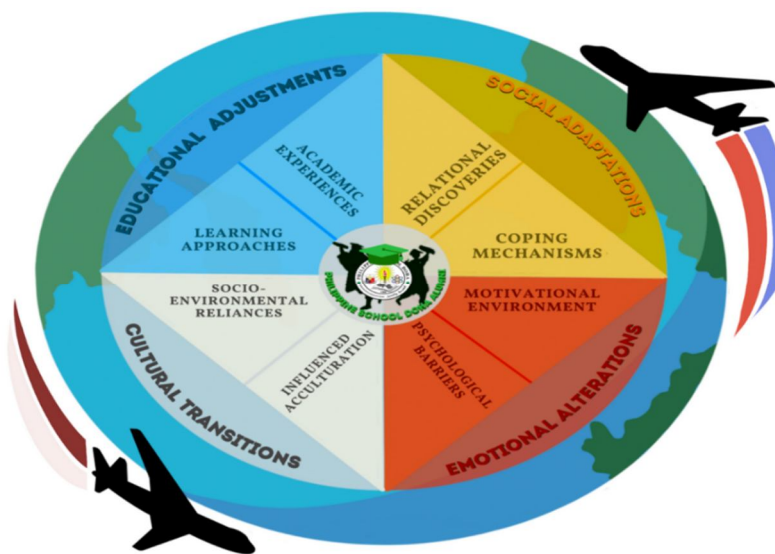 EDUCATIONAL ADJUSTMENTS
SOCIAL ADAPTATIONS
ACADEMIC
EXPERIENCES
RELATIONAL
DISCOVERIES
LEARNING
APPROACHES
COPING
MECHANISMS
SOCIO-
ENVIRONMENTAL
RELIANCES
MOTIVATIONAL
ENVIRONMENT
INFLUENCED
ACCULTURATION
PSYCHOLOGICAL
BARRIERS
CULTURAL TRANSITIONS
EMOTIONAL ALTERATIONS
PHILIPPINE SCHOOL DOHA ALUMNI